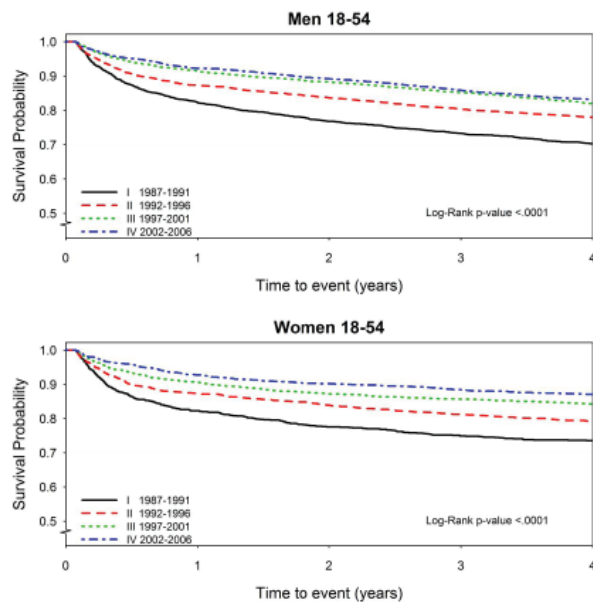 Men 18-54
1.0
0.9
0.8
0.7
0.6
0.5
Survival Probability
I 1987-1991
II 1992-1996
III 1997-2001
IV 2002-2006
Log-Rank p-value <.0001
0 1 2 3 4
Time to event (years)
Women 18-54
1.0
0.9
0.8
0.7
0.6
0.5
Survival Probability
I 1987-1991
II 1992-1996
III 1997-2001
IV 2002-2006
Log-Rank p-value <.0001
0 1 2 3 4
Time to event (years)